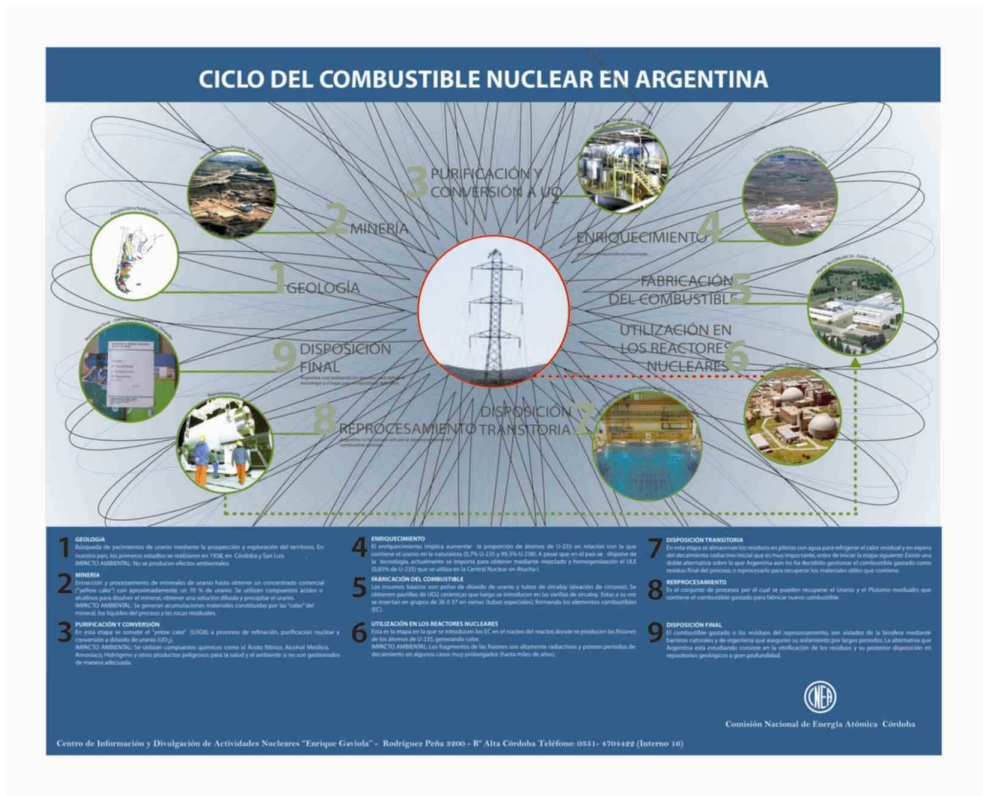 CICLO DEL COMBUSTIBLE NUCLEAR EN ARGENTINA
3 PURIFICACIÓN Y
CONVERSIÓN A UO2
2 MINERÍA
ENRIQUECIMIENTO 4
1 GEOLOGÍA
FABRICACIÓN 5
DEL COMBUSTIBL
UTILIZACIÓN EN
LOS REACTORES
NUCLEARES 6
9 DISPOSICIÓN
FINAL
8 REPROCESAMIENTO
DISPOSICIÓN
TRANSITORIA 7
1 GEOLOGIA
Búsqueda de yacimientos de uranio mediante la prospección y exploración del territorio. En
nuestro país, los primeros estudios se realizaron en 1938, en Córdoba y San Luis
IMPACTO AMBIENTAL: No se producen efectos ambientales.
2 MINERÍA
Extracción y procesamiento de minerales de uranio hasta obtener un concentrado comercial
("yellow cake") con aproximadamente un 70 % de uranio. Se utilizan compuestos ácidos o
alcalinos para disolver el mineral, obtener una solución diluida y precipitar el uranio.
IMPACTO AMBIENTAL: Se generan acumulaciones materiales constituidas por las "colas" del
mineral, los líquidos del proceso y las rocas residuales.
3 PURIFICACIÓN Y CONVERSIÓN
En esta etapa se somete el "yellow cake" (U3O8) a procesos de refinación, purificación nuclear y
conversión a dióxido de uranio (UO2).
IMPACTO AMBIENTAL: Se utilizan compuestos químicos como el Ácido Nítrico, Alcohol Metílico,
Amoníaco, Hidrógeno y otros productos peligrosos para la salud y el ambiente si no son gestionados
de manera adecuada.
4 ENRIQUECIMIENTO
El enriquecimiento implica aumentar la proporción de átomos de U-235 en relación con la que
contiene el uranio en la naturaleza (0,7% U-235 y 99,3% U-238). A pesar que en el país se dispone de
la tecnología, actualmente se importa para obtener mediante mezclado y homogeneización el ULE
(0,85% de U-235) que se utiliza en la Central Nuclear en Atucha I.
5 FABRICACIÓN DEL COMBUSTIBLE
Los insumos básicos son: polvo de dióxido de uranio y tubos de zircaloy (aleación de circonio). Se
obtienen pastillas de UO2 cerámicas que luego se introducen en las varillas de zircaloy. Estas a su vez
se insertan en grupos de 36 ó 37 en vainas (tubos especiales), formando los elementos combustibles
(EC).
6 UTILIZACIÓN EN LOS REACTORES NUCLEARES
Esta es la etapa en la que se introducen los EC en el núcleo del reactor, donde se producen las fisiones
de los átomos de U-235, generando calor.
IMPACTO AMBIENTAL: Los fragmentos de las fisiones son altamente radiactivos y poseen períodos de
decaimiento en algunos casos muy prolongados (hasta miles de años).
7 DISPOSICIÓN TRANSITORIA
En esta etapa se almacenan los residuos en piletas con agua para refrigerar el calor residual y en espera
del decaimiento radiactivo inicial que es muy importante, antes de iniciar la etapa siguiente. Existe una
doble alternativa sobre la que Argentina aún no ha decidido: gestionar el combustible gastado como
residuo final del proceso; o reprocesarlo para recuperar los materiales útiles que contiene.
8 REPROCESAMIENTO
Es el conjunto de procesos por el cual se pueden recuperar el Uranio y el Plutonio residuales que
contiene el combustible gastado para fabricar nuevo combustible
9 DISPOSICIÓN FINAL
El combustible gastado o los residuos del reprocesamiento, son aislados de la biósfera mediante
barreras naturales y de ingeniería que aseguren su aislamiento por largos períodos. La alternativa que
Argentina esta estudiando consiste en la vitrificación de los residuos y su posterior disposición en
repositorios geológicos a gran profundidad.
CNEA
Comisión Nacional de Energía Atómica Córdoba
Centro de Información y Divulgación de Actividades Nucleares "Enrique Gaviola" - Rodríguez Peña 3200 - Bº Alta Córdoba Teléfono: 0351- 4704422 (Interno 16)